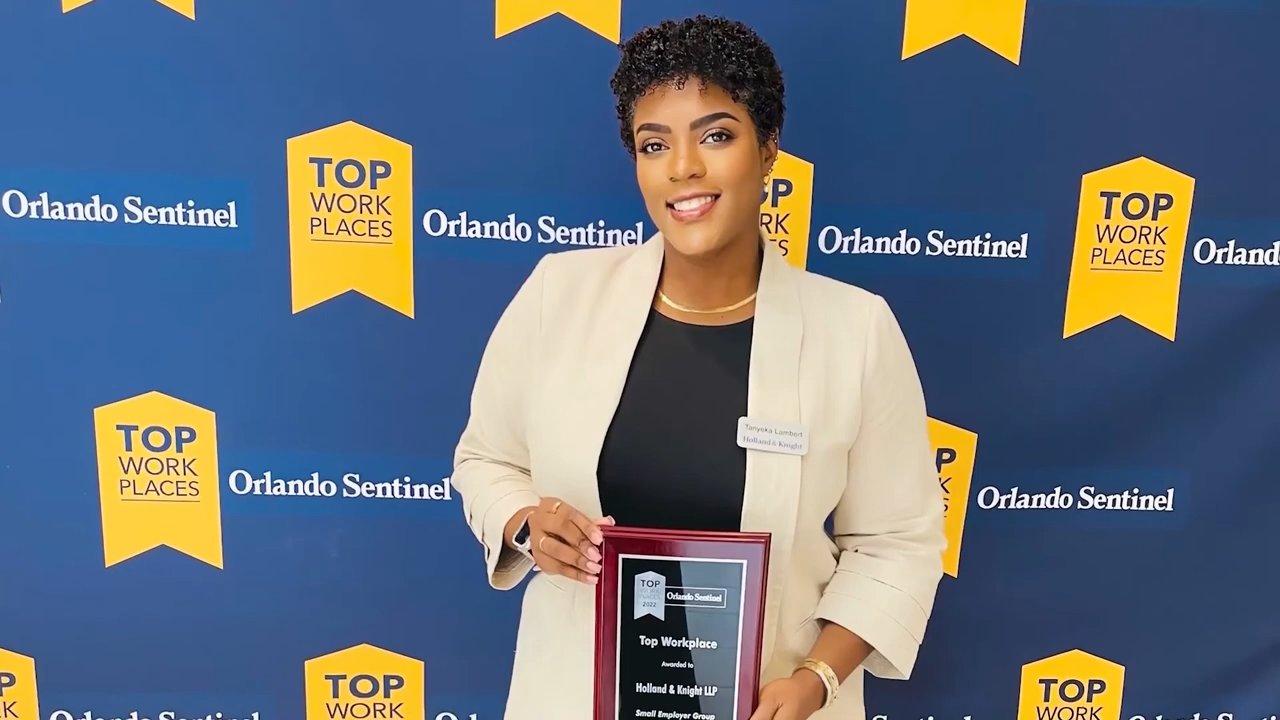 TOP
WORK
PLACES
Orlando Sentinel
Orlando Sentinel
Orlando Sentinel
TOP
WORK
PLACES
Orland
TOP
WORK
PLACES
Orlando Sentinel
Orlando Sentinel
Tanyeka Lambert
Holland & Knight
TOP
WORK
PLACES
2022
Orlando Sentinel
Top Workplace
Awarded to
Holland & Knight LLP
Small Employer Group
TOP
WORK
TOP
WORK
Orlando Sentinel